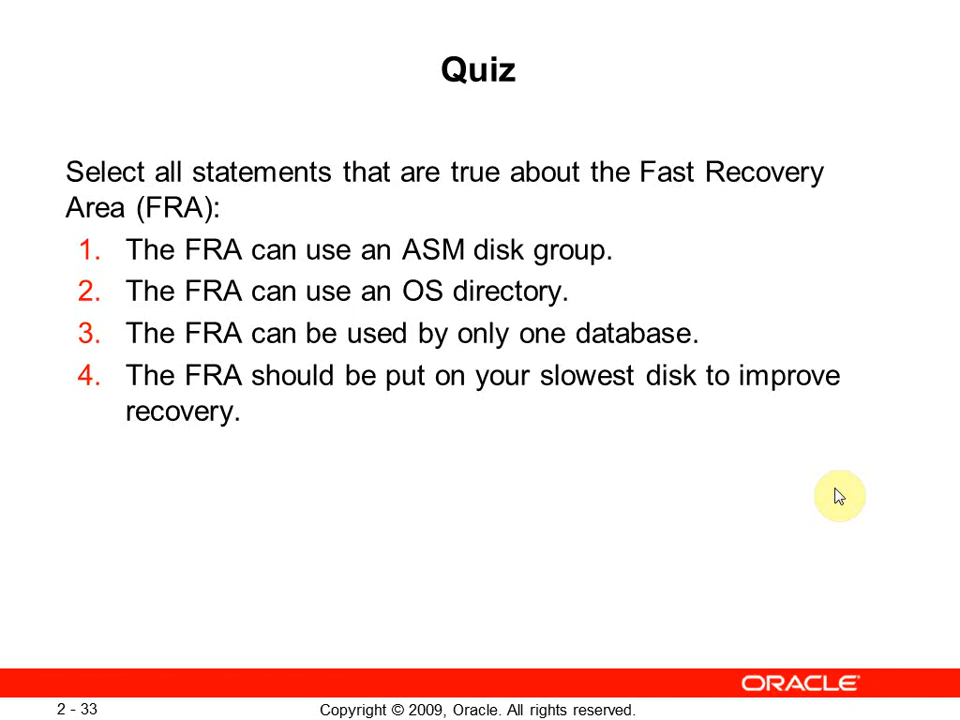 Quiz
Select all statements that are true about the Fast Recovery
Area (FRA):
1. The FRA can use an ASM disk group.
2. The FRA can use an OS directory.
3. The FRA can be used by only one database.
4. The FRA should be put on your slowest disk to improve
recovery.
ORACLE
2 - 33
Copyright © 2009, Oracle. All rights reserved.